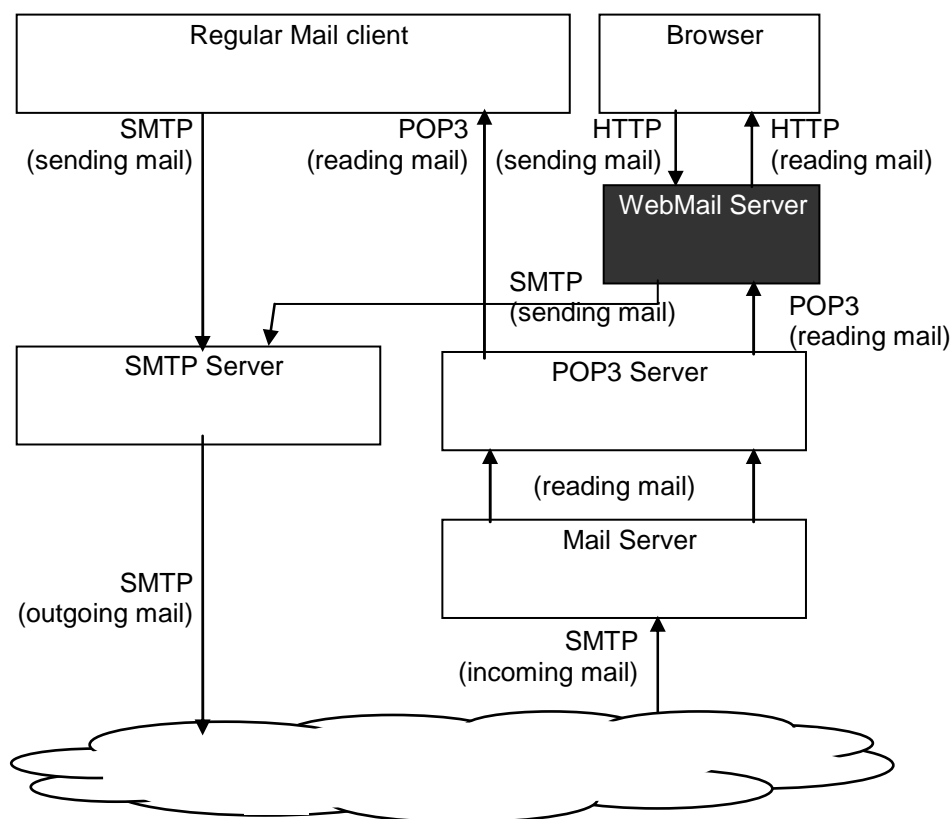 Regular Mail client
Browser
SMTP
(sending mail)
POP3
(reading mail)
HTTP
(sending mail)
HTTP
(reading mail)
WebMail Server
SMTP
(sending mail)
POP3
(reading mail)
SMTP Server
POP3 Server
(reading mail)
Mail Server
SMTP
(outgoing mail)
SMTP
(incoming mail)